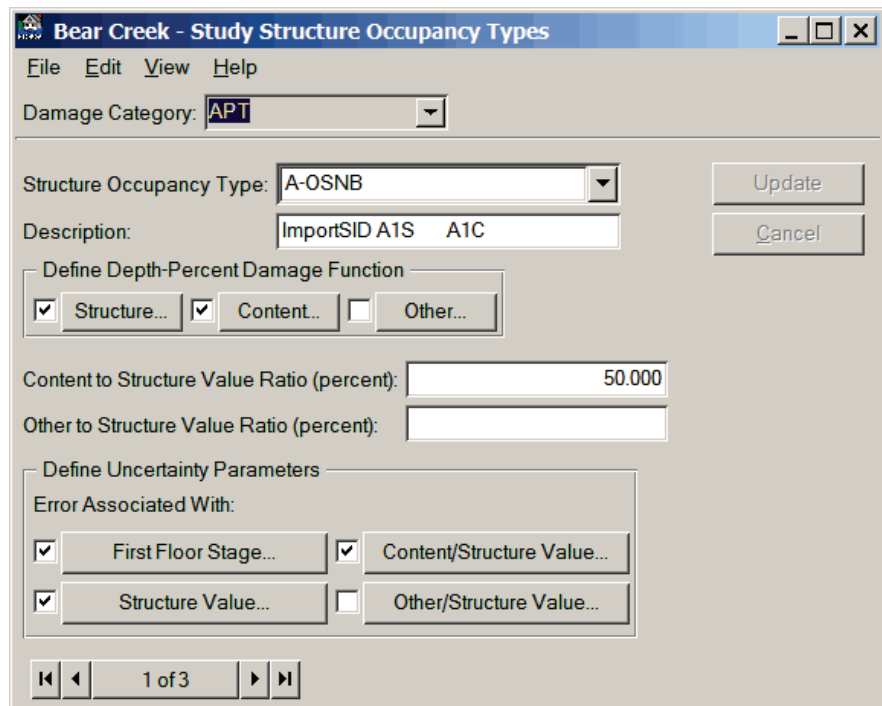 Bear Creek - Study Structure Occupancy Types
File Edit View Help
Damage Category: APT
Structure Occupancy Type: A-OSNB
Update
Description: ImportSID A1S A1C
Cancel
Define Depth-Percent Damage Function
Structure... Content... Other...
Content to Structure Value Ratio (percent): 50.000
Other to Structure Value Ratio (percent):
Define Uncertainty Parameters
Error Associated With:
First Floor Stage... Content/Structure Value...
Structure Value... Other/Structure Value...
1 of 3